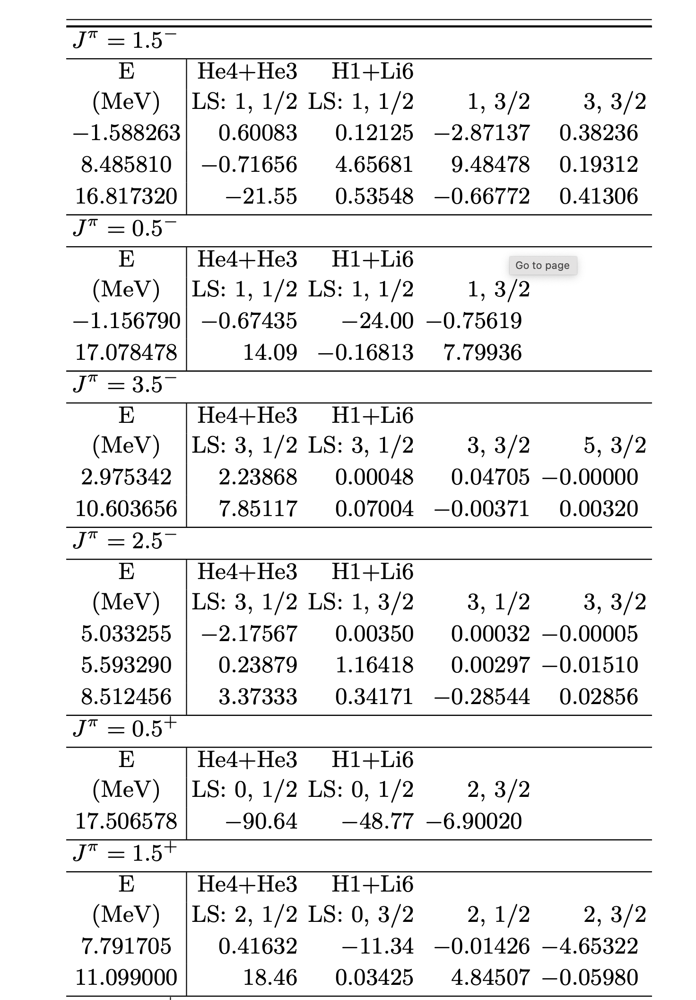 J^π = 1.5^−
E He4+He3 H1+Li6
(MeV) LS: 1, 1/2 LS: 1, 1/2 1, 3/2 3, 3/2
−1.588263 0.60083 0.12125 −2.87137 0.38236
8.485810 −0.71656 4.65681 9.48478 0.19312
16.817320 −21.55 0.53548 −0.66772 0.41306
J^π = 0.5^−
E He4+He3 H1+Li6
Go to page
(MeV) LS: 1, 1/2 LS: 1, 1/2 1, 3/2
−1.156790 −0.67435 −24.00 −0.75619
17.078478 14.09 −0.16813 7.79936
J^π = 3.5^−
E He4+He3 H1+Li6
(MeV) LS: 3, 1/2 LS: 3, 1/2 3, 3/2 5, 3/2
2.975342 2.23868 0.00048 0.04705 −0.00000
10.603656 7.85117 0.07004 −0.00371 0.00320
J^π = 2.5^−
E He4+He3 H1+Li6
(MeV) LS: 3, 1/2 LS: 1, 3/2 3, 1/2 3, 3/2
5.033255 −2.17567 0.00350 0.00032 −0.00005
5.593290 0.23879 1.16418 0.00297 −0.01510
8.512456 3.37333 0.34171 −0.28544 0.02856
J^π = 0.5^+
E He4+He3 H1+Li6
(MeV) LS: 0, 1/2 LS: 0, 1/2 2, 3/2
17.506578 −90.64 −48.77 −6.90020
J^π = 1.5^+
E He4+He3 H1+Li6
(MeV) LS: 2, 1/2 LS: 0, 3/2 2, 1/2 2, 3/2
7.791705 0.41632 −11.34 −0.01426 −4.65322
11.099000 18.46 0.03425 4.84507 −0.05980